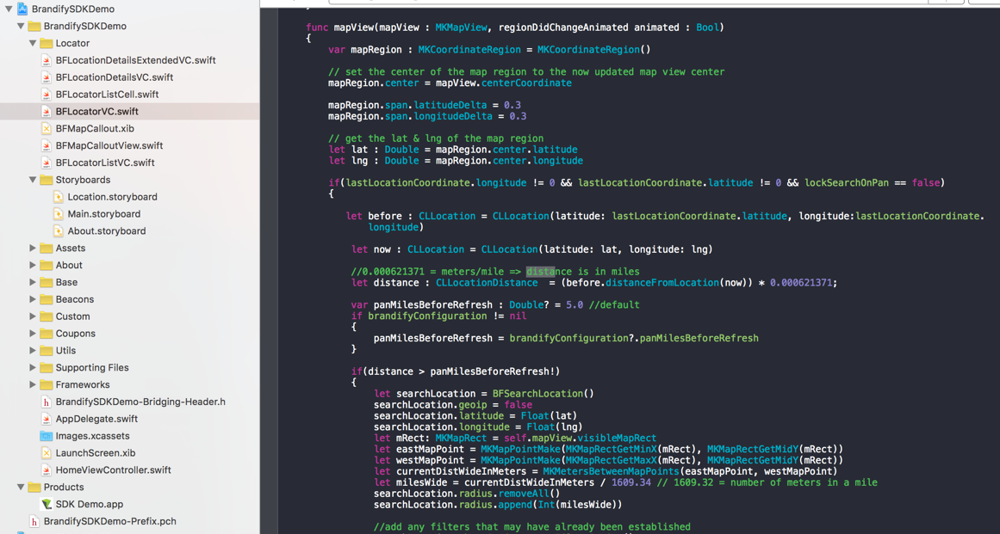 BrandifySDKDemo
BrandifySDKDemo
Locator
BFLocationDetailsExtendedVC.swift
BFLocationDetailsVC.swift
BFLocatorListCell.swift
BFLocatorVC.swift
BFMapCallout.xib
BFMapCalloutView.swift
BFLocatorListVC.swift
Storyboards
Location.storyboard
Main.storyboard
About.storyboard
Assets
About
Base
Beacons
Custom
Coupons
Utils
Supporting Files
Frameworks
h BrandifySDKDemo-Bridging-Header.h
AppDelegate.swift
Images.xcassets
LaunchScreen.xib
HomeViewController.swift
Products
SDK Demo.app
h BrandifySDKDemo-Prefix.pch
func mapView(mapView : MKMapView, regionDidChangeAnimated animated : Bool)
{
var mapRegion : MKCoordinateRegion = MKCoordinateRegion()
// set the center of the map region to the now updated map view center
mapRegion.center = mapView.centerCoordinate
mapRegion.span.latitudeDelta = 0.3
mapRegion.span.longitudeDelta = 0.3
// get the lat & lng of the map region
let lat : Double = mapRegion.center.latitude
let lng : Double = mapRegion.center.longitude
if(lastLocationCoordinate.longitude != 0 && lastLocationCoordinate.latitude != 0 && lockSearchOnPan == false)
{
let before : CLLocation = CLLocation(latitude: lastLocationCoordinate.latitude, longitude:lastLocationCoordinate.
longitude)
let now : CLLocation = CLLocation(latitude: lat, longitude: lng)
//0.000621371 = meters/mile => distance is in miles
let distance : CLLocationDistance  = (before.distanceFromLocation(now)) * 0.000621371;
var panMilesBeforeRefresh : Double? = 5.0 //default
if brandifyConfiguration != nil
{
panMilesBeforeRefresh = brandifyConfiguration?.panMilesBeforeRefresh
}
if(distance > panMilesBeforeRefresh!)
{
let searchLocation = BFSearchLocation()
searchLocation.geoip = false
searchLocation.latitude = Float(lat)
searchLocation.longitude = Float(lng)
let mRect: MKMapRect = self.mapView.visibleMapRect
let eastMapPoint = MKMapPointMake(MKMapRectGetMinX(mRect), MKMapRectGetMidY(mRect))
let westMapPoint = MKMapPointMake(MKMapRectGetMaxX(mRect), MKMapRectGetMidY(mRect))
let currentDistWideInMeters = MKMetersBetweenMapPoints(eastMapPoint, westMapPoint)
let milesWide = currentDistWideInMeters / 1609.34 // 1609.32 = number of meters in a mile
searchLocation.radius.removeAll()
searchLocation.radius.append(Int(milesWide))
//add any filters that may have already been established